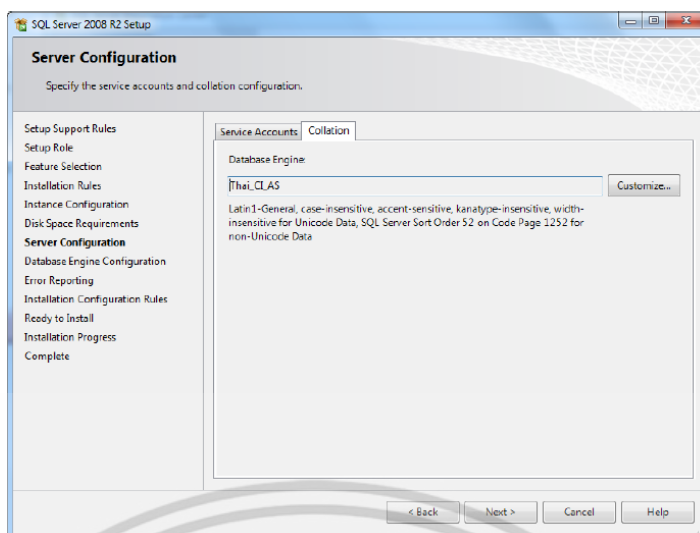 SQL Server 2008 R2 Setup
Server Configuration
Specify the service accounts and collation configuration.
Setup Support Rules
Setup Role
Feature Selection
Installation Rules
Instance Configuration
Disk Space Requirements
Server Configuration
Database Engine Configuration
Error Reporting
Installation Configuration Rules
Ready to Install
Installation Progress
Complete
Service Accounts Collation
Database Engine:
Thai_CI_AS Customize...
Latin1-General, case-insensitive, accent-sensitive, kanatype-insensitive, width-
insensitive for Unicode Data, SQL Server Sort Order 52 on Code Page 1252 for
non-Unicode Data
< Back Next > Cancel Help